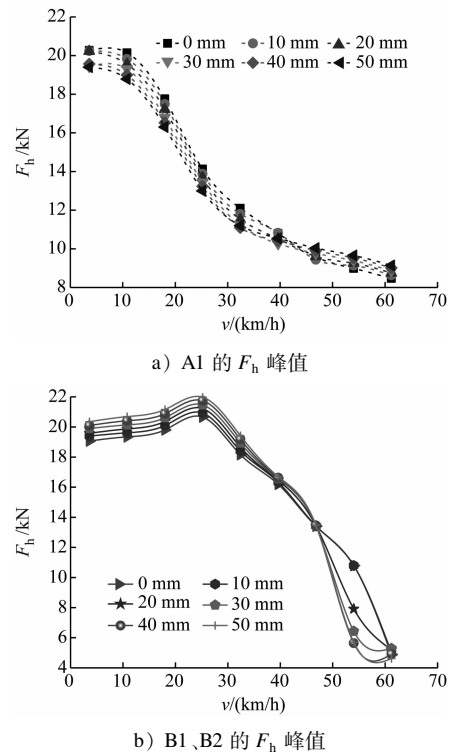 22
20
18
16
14
12
10
8
F_h/kN
0 mm 10 mm 20 mm
30 mm 40 mm 50 mm
0 10 20 30 40 50 60 70
v/(km/h)
a) A1 的 F_h 峰值
22
20
18
16
14
12
10
8
6
4
F_h/kN
0 mm 10 mm
20 mm 30 mm
40 mm 50 mm
0 10 20 30 40 50 60 70
v/(km/h)
b) B1、B2 的 F_h 峰值